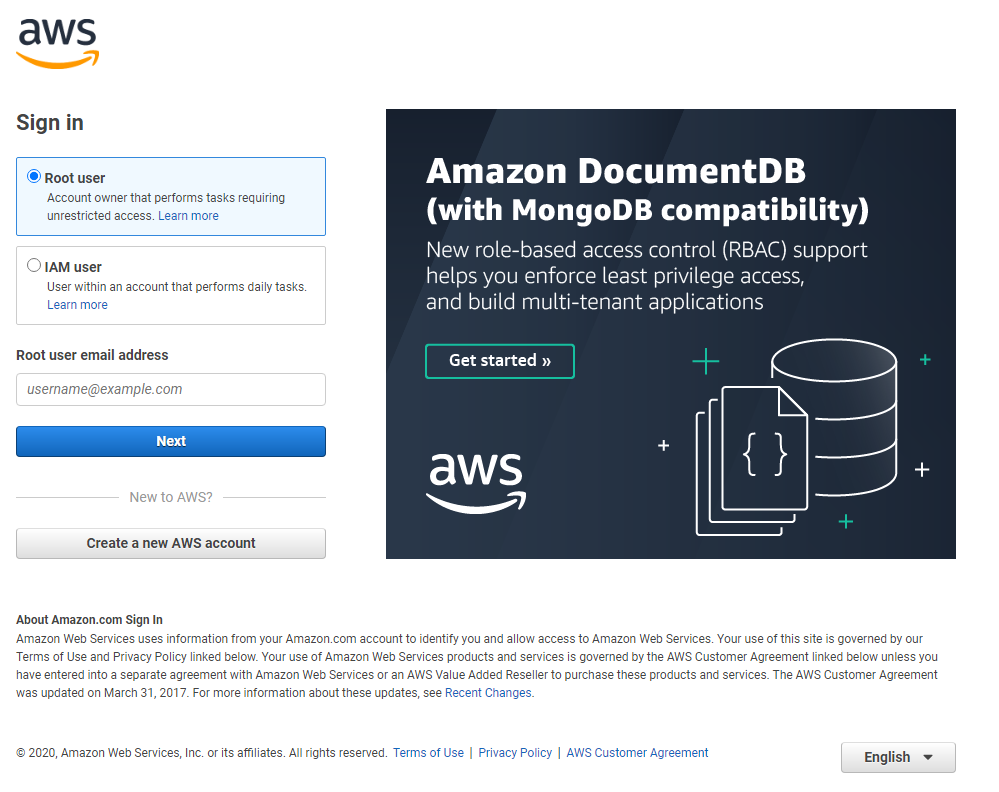 aws
Sign in
Root user
Account owner that performs tasks requiring
unrestricted access. Learn more
IAM user
User within an account that performs daily tasks.
Learn more
Root user email address
username@example.com
Next
New to AWS?
Create a new AWS account
Amazon DocumentDB
(with MongoDB compatibility)
New role-based access control (RBAC) support
helps you enforce least privilege access,
and build multi-tenant applications
Get started »
{ }
aws
About Amazon.com Sign In
Amazon Web Services uses information from your Amazon.com account to identify you and allow access to Amazon Web Services. Your use of this site is governed by our
Terms of Use and Privacy Policy linked below. Your use of Amazon Web Services products and services is governed by the AWS Customer Agreement linked below unless you
have entered into a separate agreement with Amazon Web Services or an AWS Value Added Reseller to purchase these products and services. The AWS Customer Agreement
was updated on March 31, 2017. For more information about these updates, see Recent Changes.
© 2020, Amazon Web Services, Inc. or its affiliates. All rights reserved. Terms of Use | Privacy Policy | AWS Customer Agreement
English